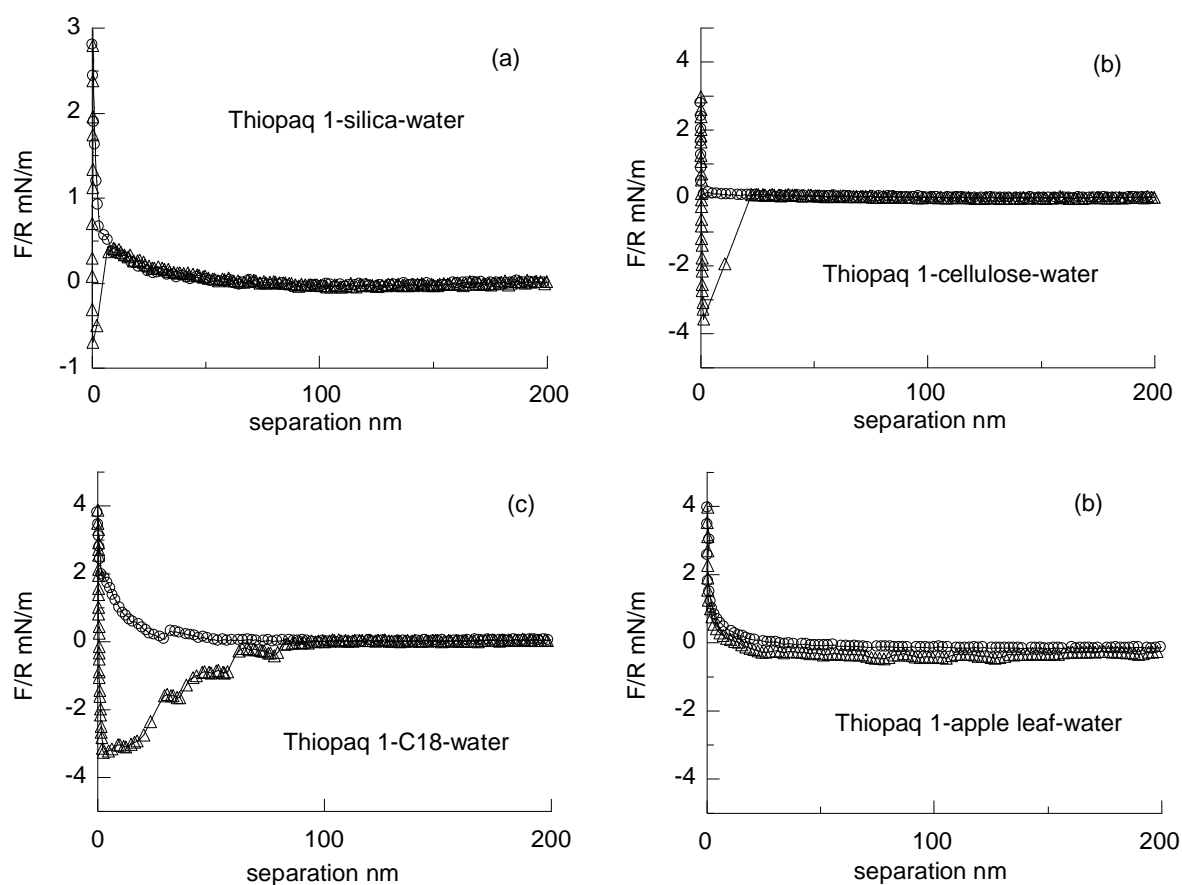 3
(a)
2
Thiopaq 1-silica-water
F/R mN/m
1
0
-1
0
100
200
separation nm
4
(b)
2
F/R mN/m
0
-2
Thiopaq 1-cellulose-water
-4
0
100
200
separation nm
4
(c)
2
F/R mN/m
0
-2
Thiopaq 1-C18-water
-4
0
100
200
separation nm
4
(b)
2
F/R mN/m
0
-2
Thiopaq 1-apple leaf-water
-4
0
100
200
separation nm